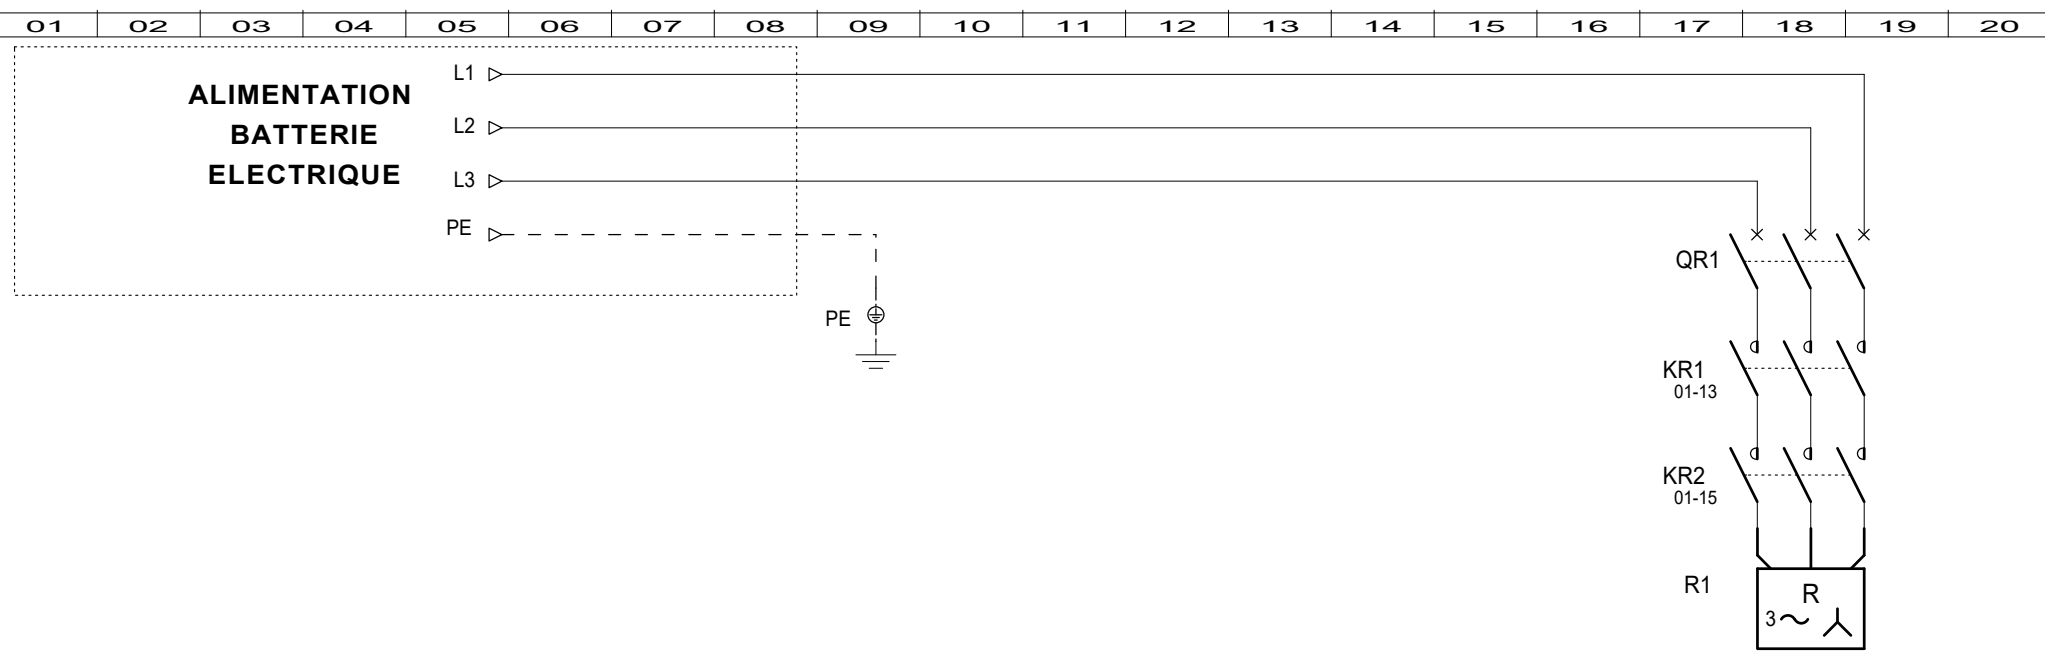 01 02 03 04 05 06 07 08 09 10 11 12 13 14 15 16 17 18 19 20
ALIMENTATION
BATTERIE
ELECTRIQUE
L1
L2
L3
PE
PE
QR1
KR1
01-13
KR2
01-15
R1
R
3